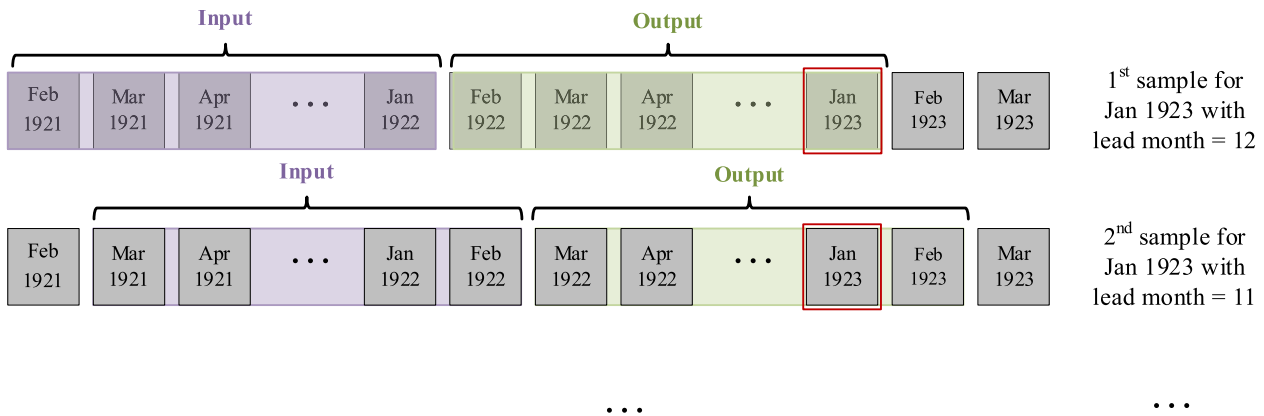 Input
Output
Feb 1921
Mar 1921
Apr 1921
...
Jan 1922
Feb 1922
Mar 1922
Apr 1922
...
Jan 1923
Feb 1923
Mar 1923
1st sample for
Jan 1923 with
lead month = 12
Input
Output
Feb 1921
Mar 1921
Apr 1921
...
Jan 1922
Feb 1922
Mar 1922
Apr 1922
...
Jan 1923
Feb 1923
Mar 1923
2nd sample for
Jan 1923 with
lead month = 11
...
...